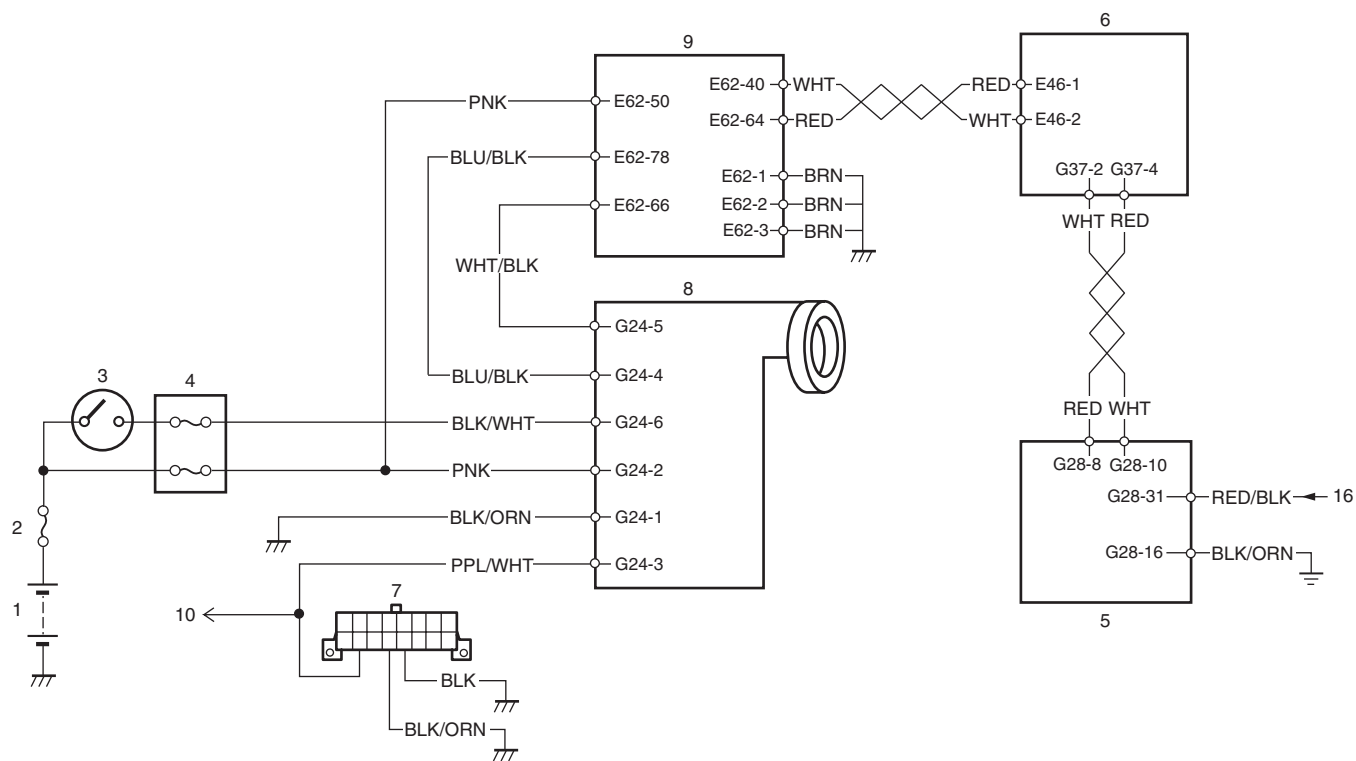 6
9
E62-40
WHT
RED
E46-1
E62-50
PNK
E62-64
RED
WHT
E46-2
BLU/BLK
E62-78
G37-2
G37-4
E62-1
BRN
E62-66
E62-2
BRN
WHT
RED
E62-3
BRN
WHT/BLK
8
G24-5
3
4
BLU/BLK
G24-4
RED
WHT
BLK/WHT
G24-6
G28-8
G28-10
PNK
G24-2
G28-31
RED/BLK
16
2
BLK/ORN
G24-1
G28-16
BLK/ORN
PPL/WHT
G24-3
7
1
10
5
BLK
BLK/ORN